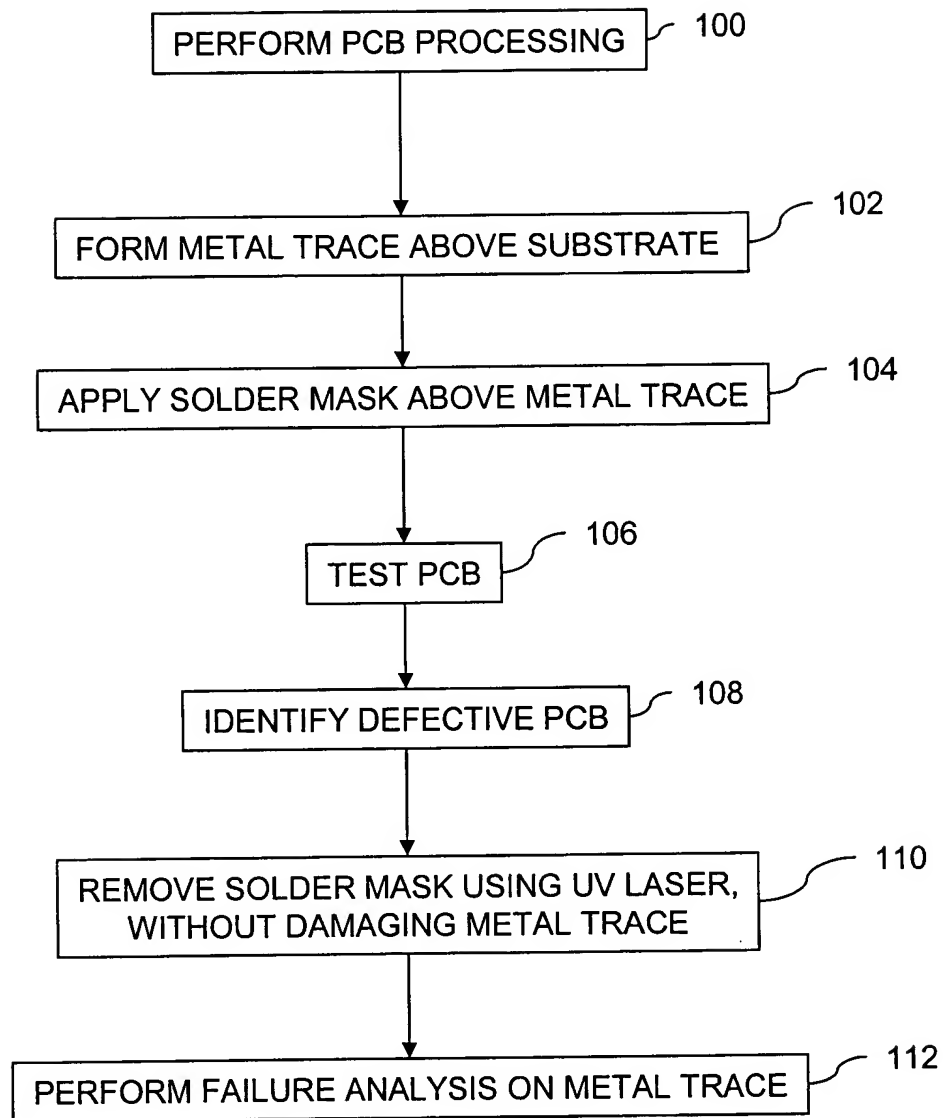 PERFORM PCB PROCESSING 100
FORM METAL TRACE ABOVE SUBSTRATE 102
APPLY SOLDER MASK ABOVE METAL TRACE 104
TEST PCB 106
IDENTIFY DEFECTIVE PCB 108
REMOVE SOLDER MASK USING UV LASER, 110
WITHOUT DAMAGING METAL TRACE
PERFORM FAILURE ANALYSIS ON METAL TRACE 112